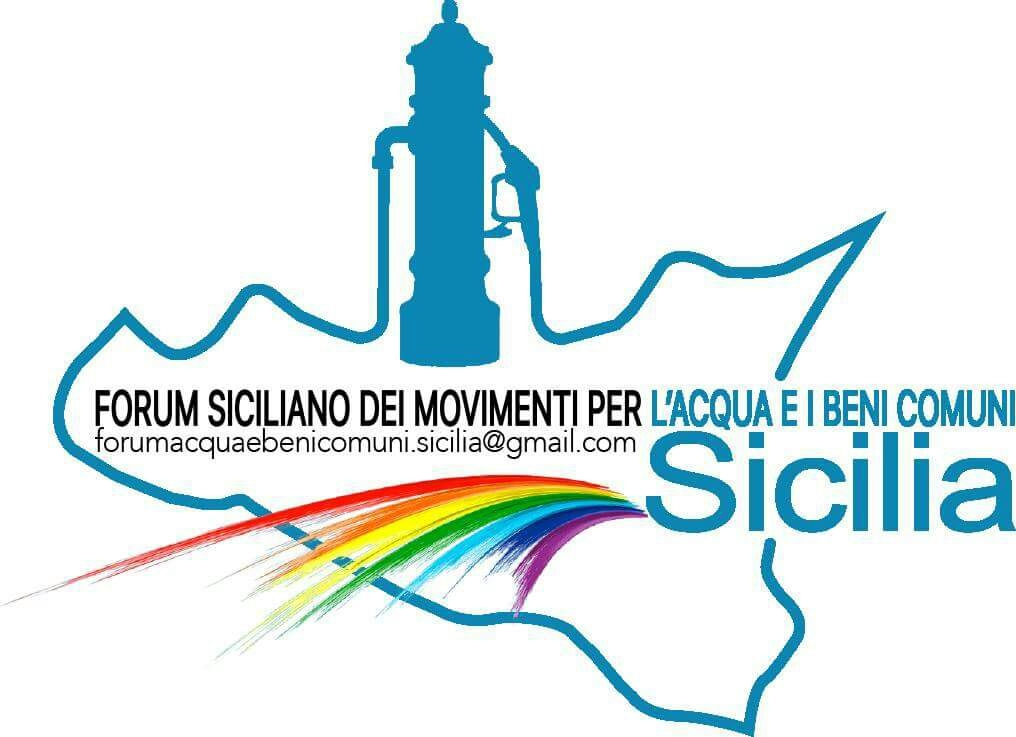 FORUM SICILIANO DEI MOVIMENTI PER L'ACQUA E I BENI COMUNI
forumacquaebenicomuni.sicilia@gmail.com
Sicilia